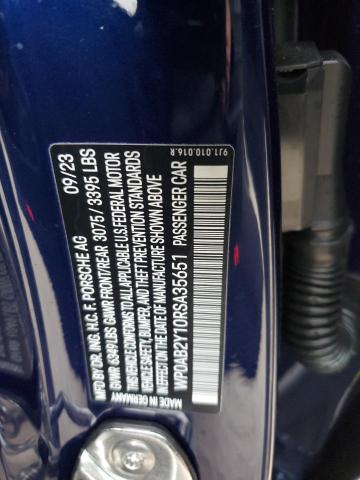 MFD BY DR. ING. H.C. F. PORSCHE AG 09/23
GVWR 6349 LBS GAWR FRONT/REAR 3075 / 3395 LBS
THIS VEHICLE CONFORMS TO ALL APPLICABLE U.S. FEDERAL MOTOR
VEHICLE SAFETY, BUMPER, AND THEFT PREVENTION STANDARDS
IN EFFECT ON THE DATE OF MANUFACTURE SHOWN ABOVE
WP0AB2Y10RSA35651 PASSENGER CAR
MADE IN GERMANY
9J1.010.016.R